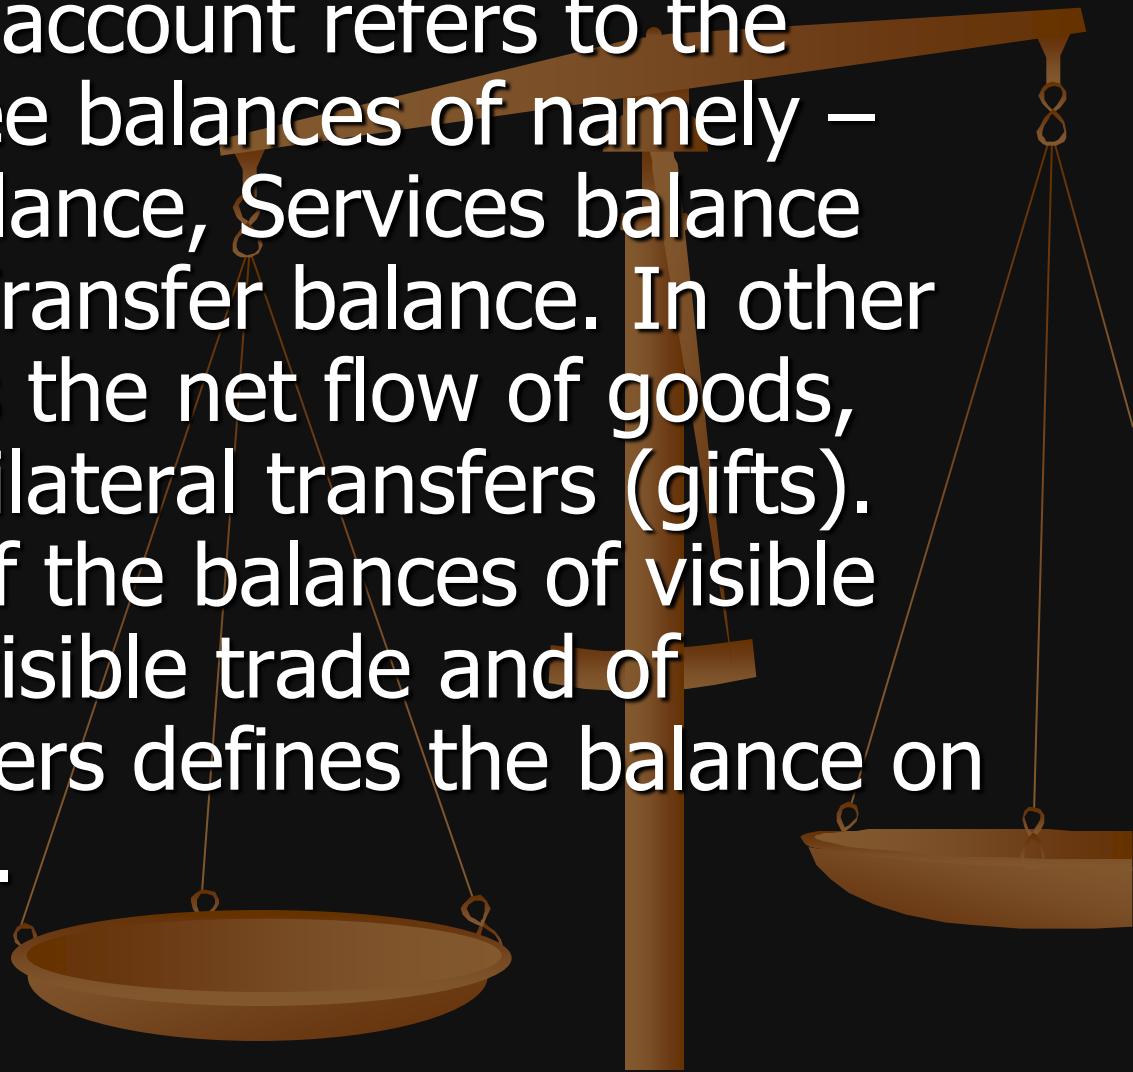 account refers to the
ee balances of namely –
lance, Services balance
ransfer balance. In other
the net flow of goods,
ilateral transfers (gifts).
f the balances of visible
isible trade and of
ers defines the balance on
.